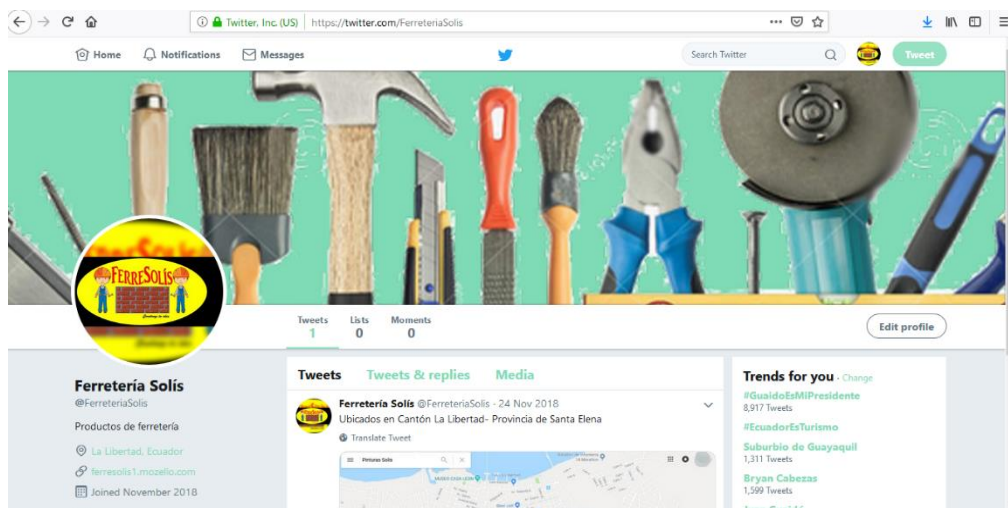 Twitter, Inc. (US) https://twitter.com/FerreteriaSolis
Home Notifications Messages Search Twitter Tweet
FERRESOLÍS
Tweets Lists Moments
1 0 0
Edit profile
Ferretería Solís
@FerreteriaSolis
Productos de ferretería
La Libertad, Ecuador
ferresolis1.mozello.com
Joined November 2018
Tweets Tweets & replies Media
Ferretería Solís @FerreteriaSolis - 24 Nov 2018
Ubicados en Cantón La Libertad- Provincia de Santa Elena
Translate Tweet
Pinturas Solis
Trends for you · Change
#GuaidoEsMiPresidente
8,917 Tweets
#EcuadorEsTurismo
Suburbio de Guayaquil
1,311 Tweets
Bryan Cabezas
1,599 Tweets